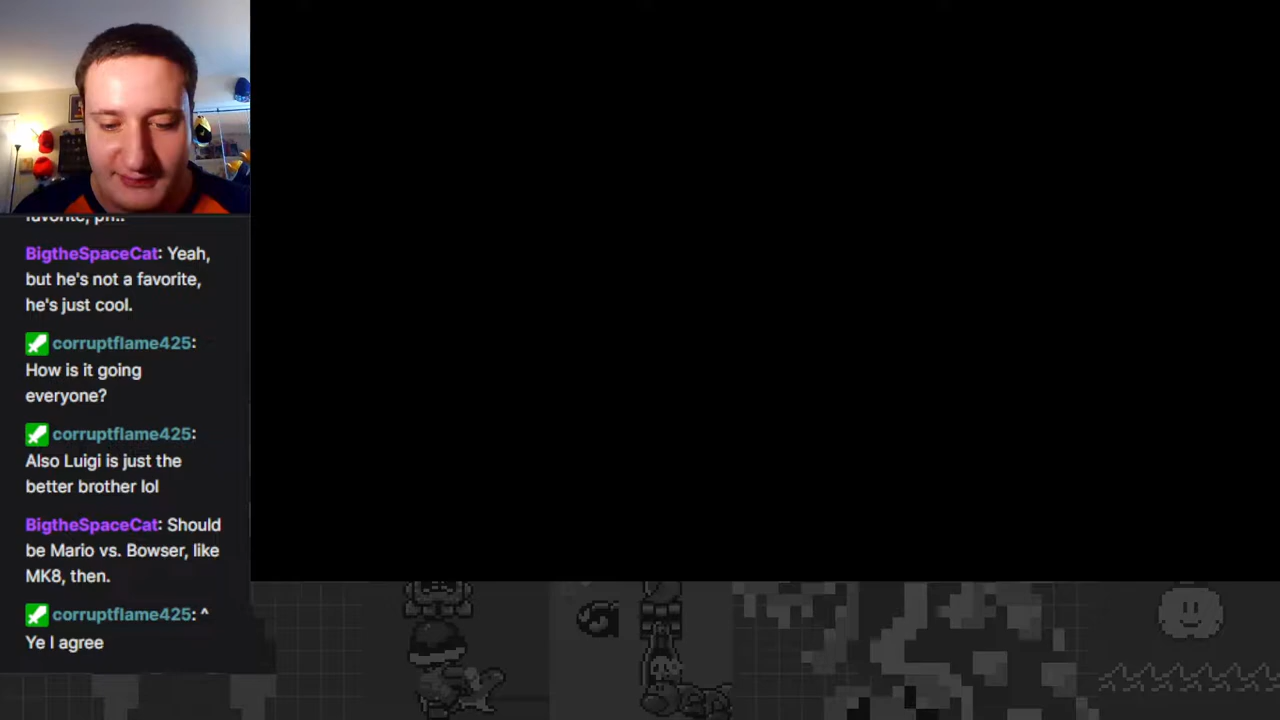 BigtheSpaceCat: Yeah,
but he's not a favorite,
he's just cool.
corruptflame425:
How is it going
everyone?
corruptflame425:
Also Luigi is just the
better brother lol
BigtheSpaceCat: Should
be Mario vs. Bowser, like
MK8, then.
corruptflame425: ^
Ye I agree